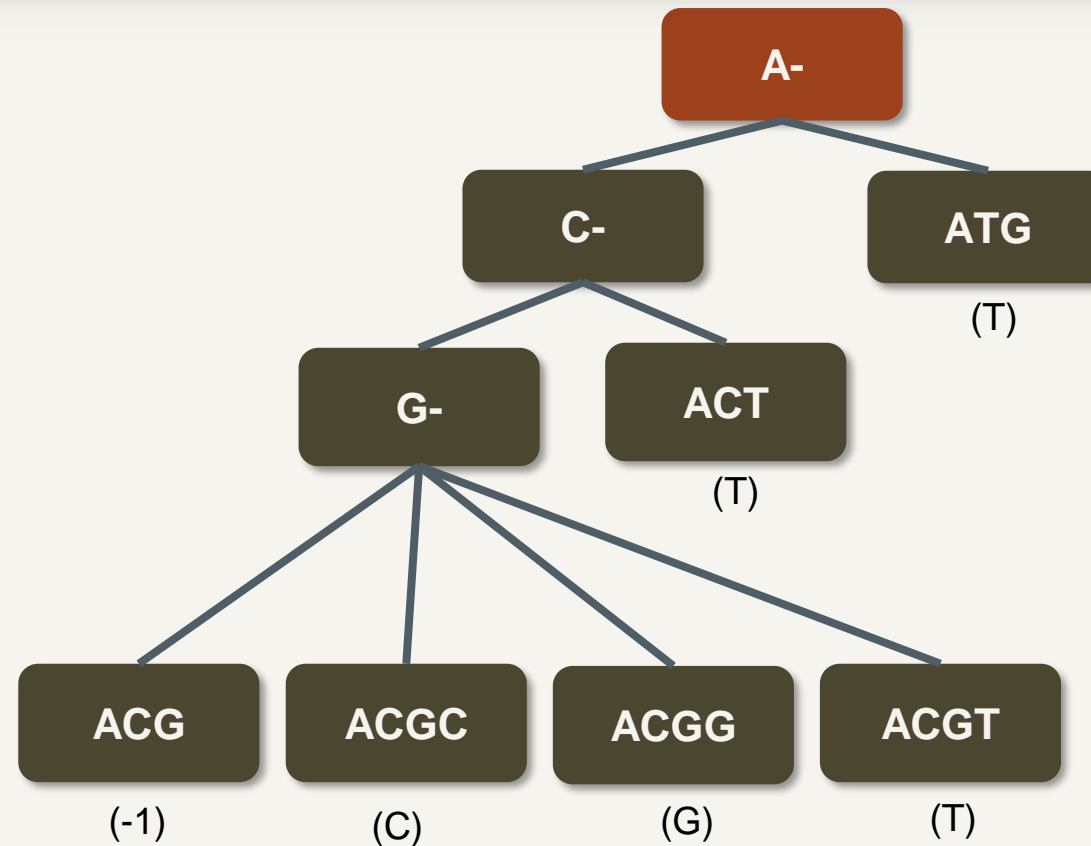 A-
C-
ATG
(T)
G-
ACT
(T)
ACG
ACGC
ACGG
ACGT
(-1)
(C)
(G)
(T)